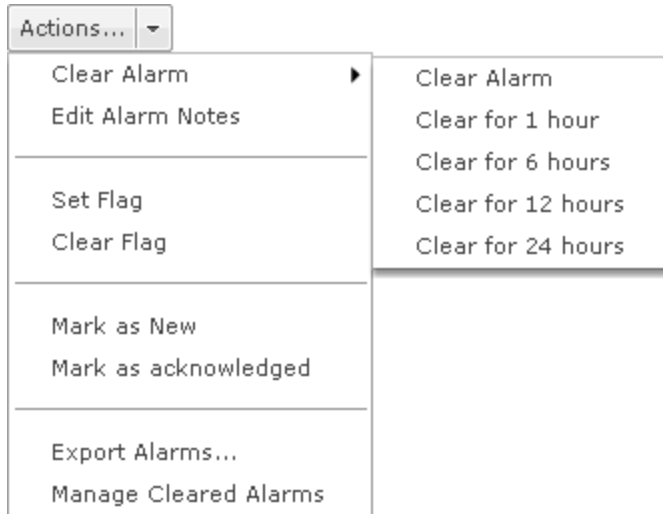 Actions...
Clear Alarm
Edit Alarm Notes
Set Flag
Clear Flag
Mark as New
Mark as acknowledged
Export Alarms...
Manage Cleared Alarms
Clear Alarm
Clear for 1 hour
Clear for 6 hours
Clear for 12 hours
Clear for 24 hours